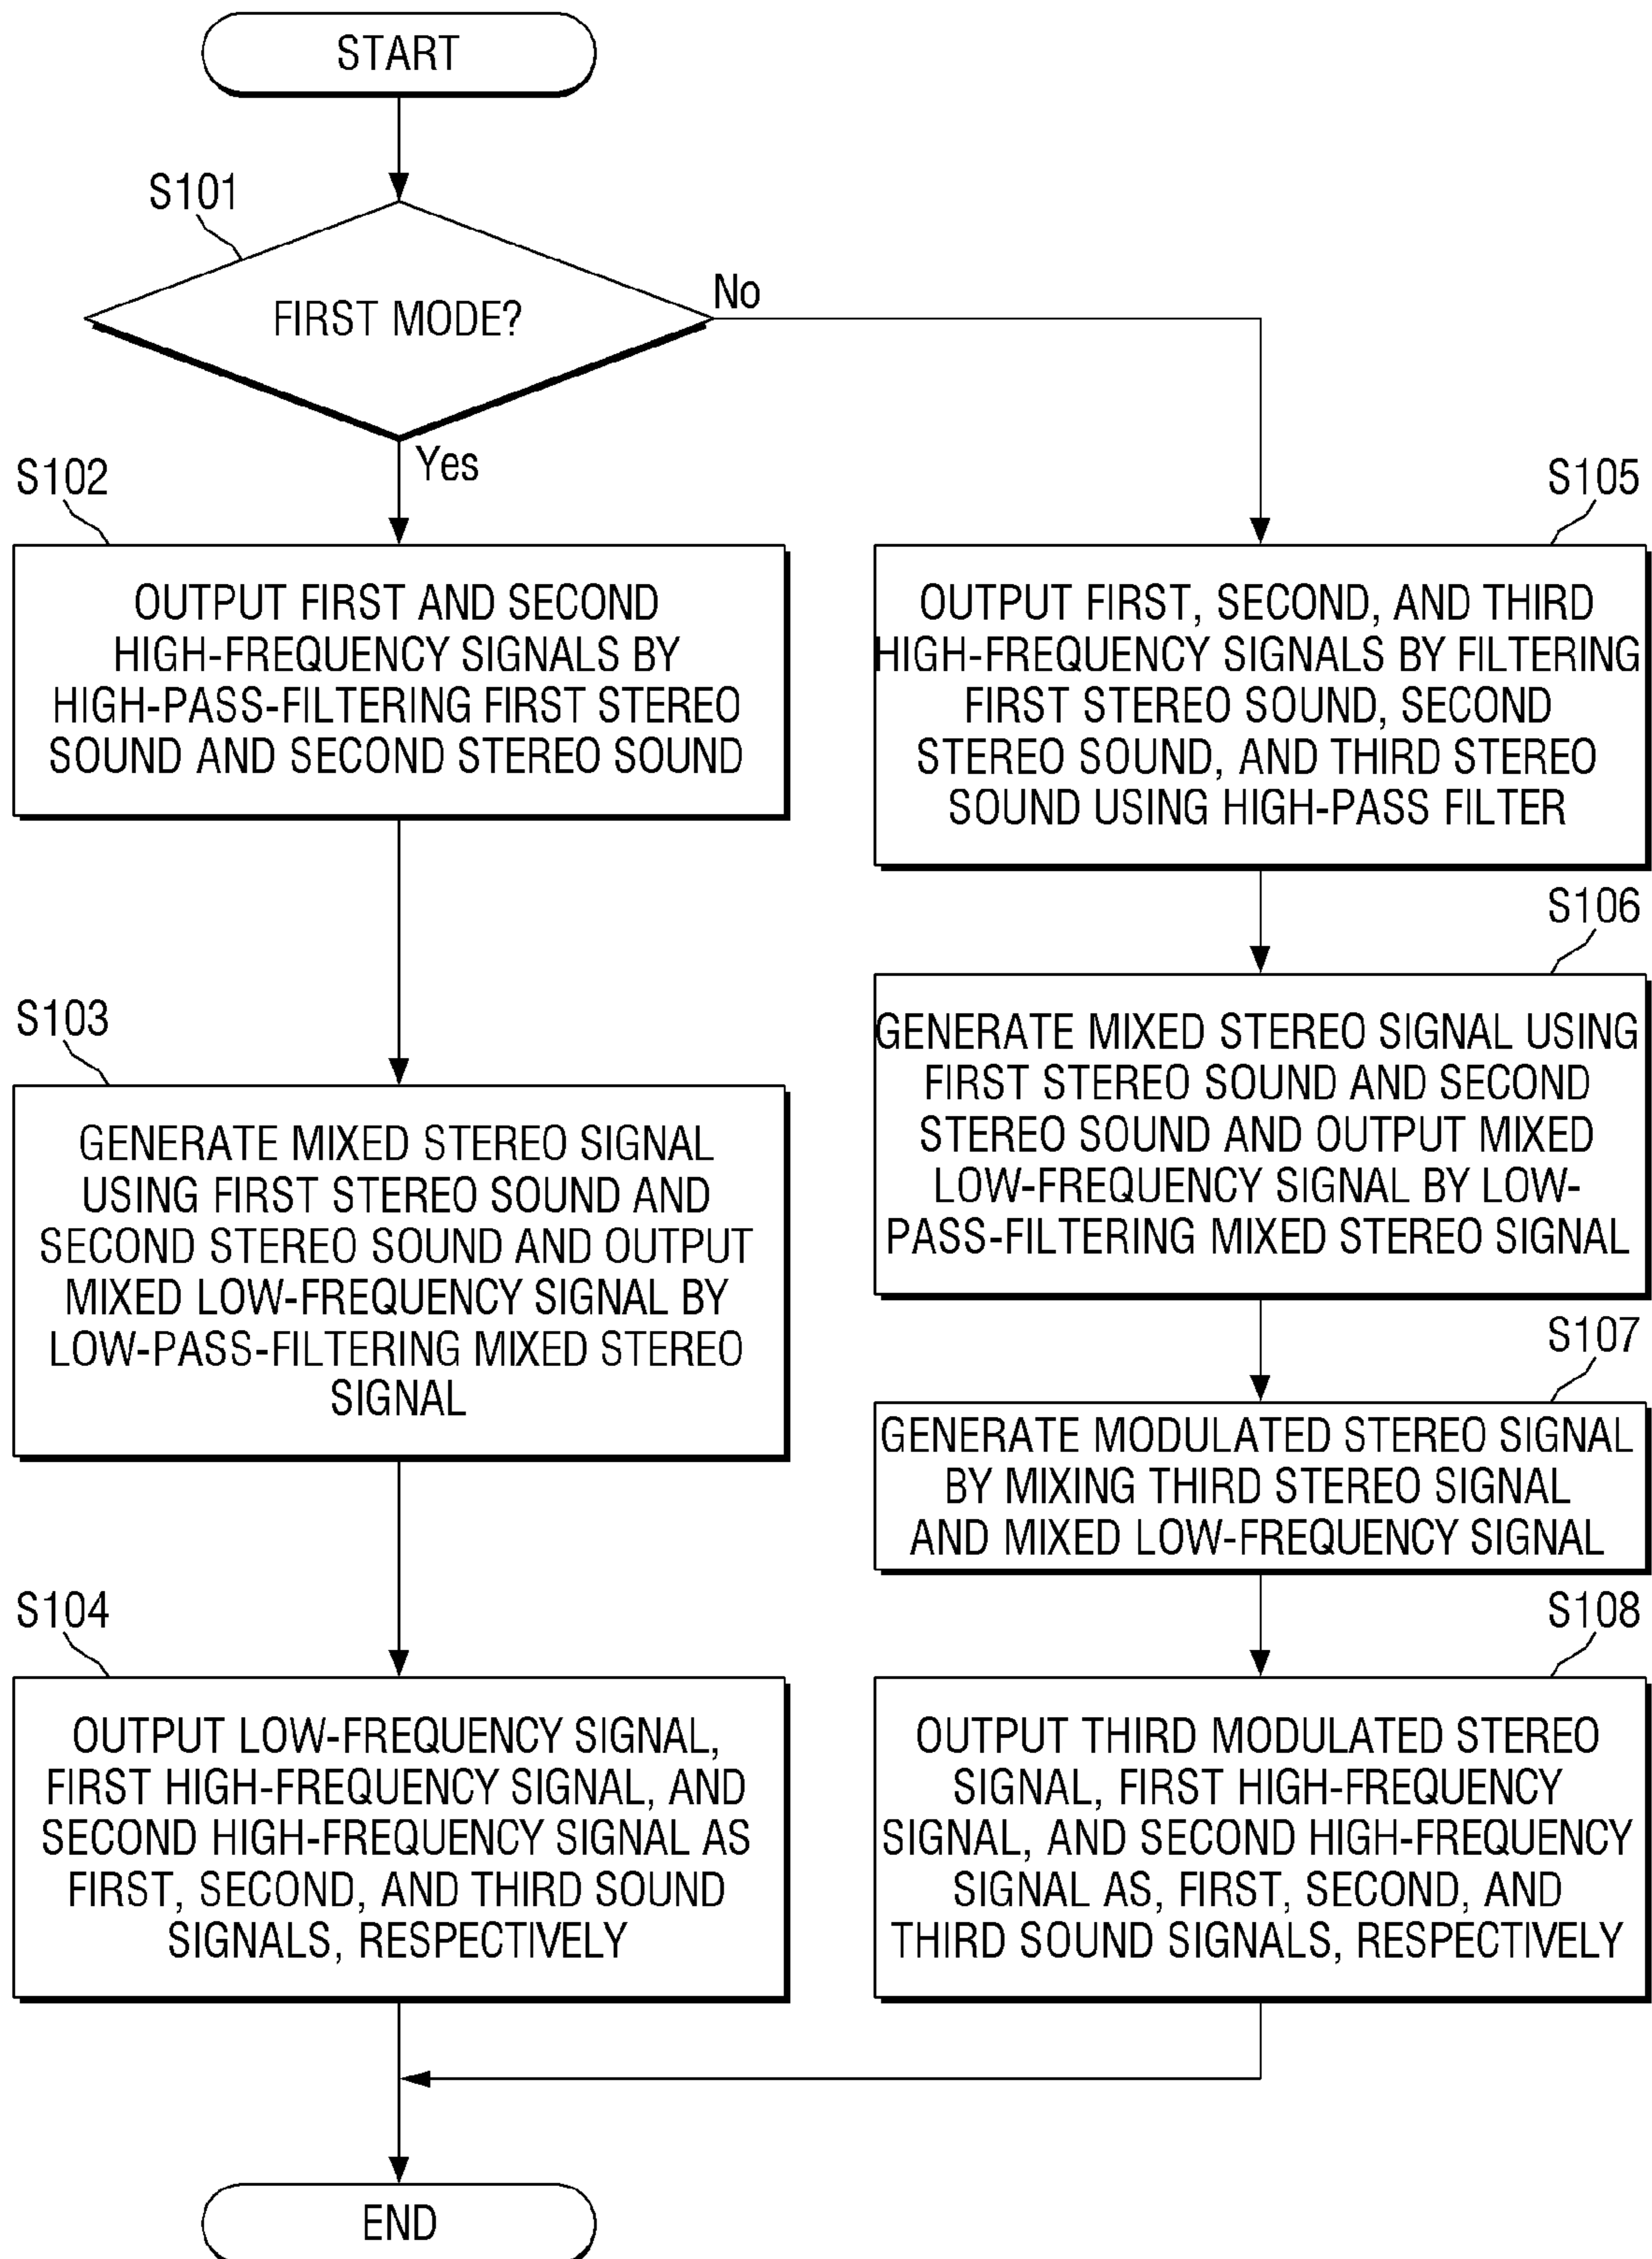 START
S101
FIRST MODE?
No
Yes
S102
OUTPUT FIRST AND SECOND
HIGH-FREQUENCY SIGNALS BY
HIGH-PASS-FILTERING FIRST STEREO
SOUND AND SECOND STEREO SOUND
S103
GENERATE MIXED STEREO SIGNAL
USING FIRST STEREO SOUND AND
SECOND STEREO SOUND AND OUTPUT
MIXED LOW-FREQUENCY SIGNAL BY
LOW-PASS-FILTERING MIXED STEREO
SIGNAL
S104
OUTPUT LOW-FREQUENCY SIGNAL,
FIRST HIGH-FREQUENCY SIGNAL, AND
SECOND HIGH-FREQUENCY SIGNAL AS
FIRST, SECOND, AND THIRD SOUND
SIGNALS, RESPECTIVELY
S105
OUTPUT FIRST, SECOND, AND THIRD
HIGH-FREQUENCY SIGNALS BY FILTERING
FIRST STEREO SOUND, SECOND
STEREO SOUND, AND THIRD STEREO
SOUND USING HIGH-PASS FILTER
S106
GENERATE MIXED STEREO SIGNAL USING
FIRST STEREO SOUND AND SECOND
STEREO SOUND AND OUTPUT MIXED
LOW-FREQUENCY SIGNAL BY LOW-
PASS-FILTERING MIXED STEREO SIGNAL
S107
GENERATE MODULATED STEREO SIGNAL
BY MIXING THIRD STEREO SIGNAL
AND MIXED LOW-FREQUENCY SIGNAL
S108
OUTPUT THIRD MODULATED STEREO
SIGNAL, FIRST HIGH-FREQUENCY
SIGNAL, AND SECOND HIGH-FREQUENCY
SIGNAL AS, FIRST, SECOND, AND
THIRD SOUND SIGNALS, RESPECTIVELY
END